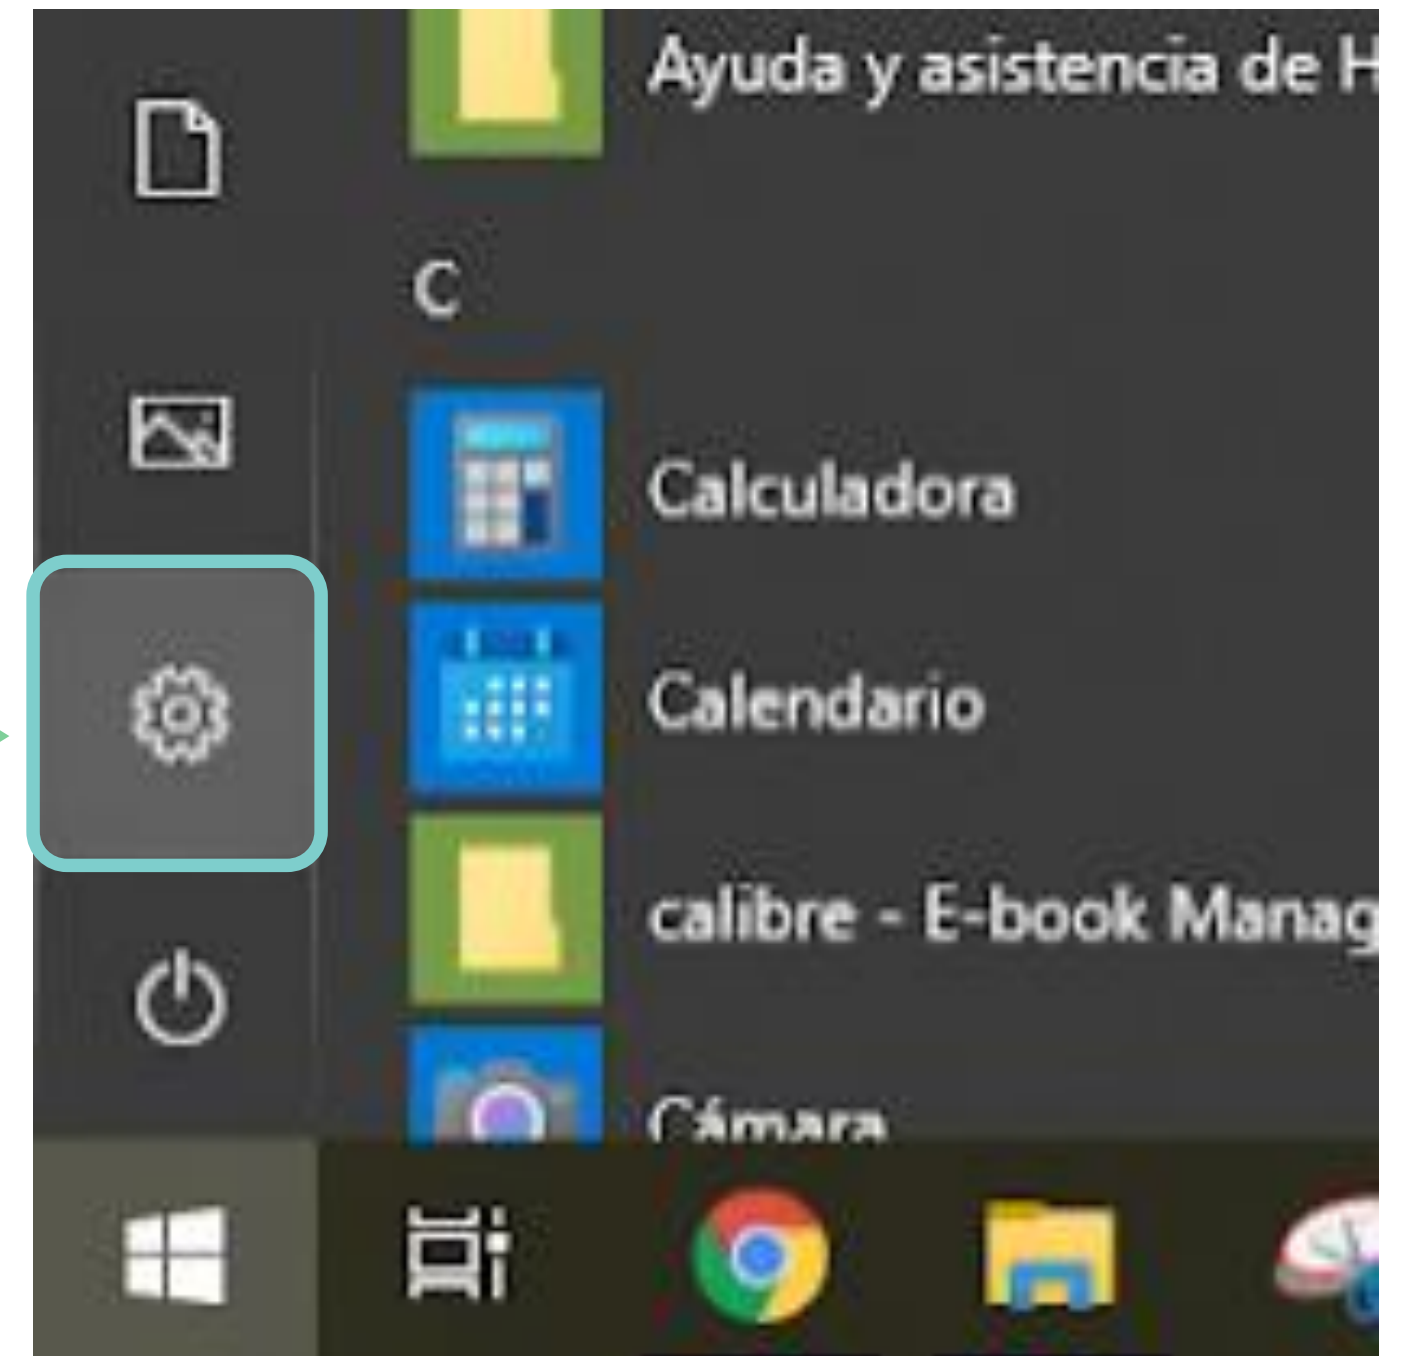 Ayuda y asistencia de H
C
Calculadora
Calendario
calibre - E-book Manag
Cámara